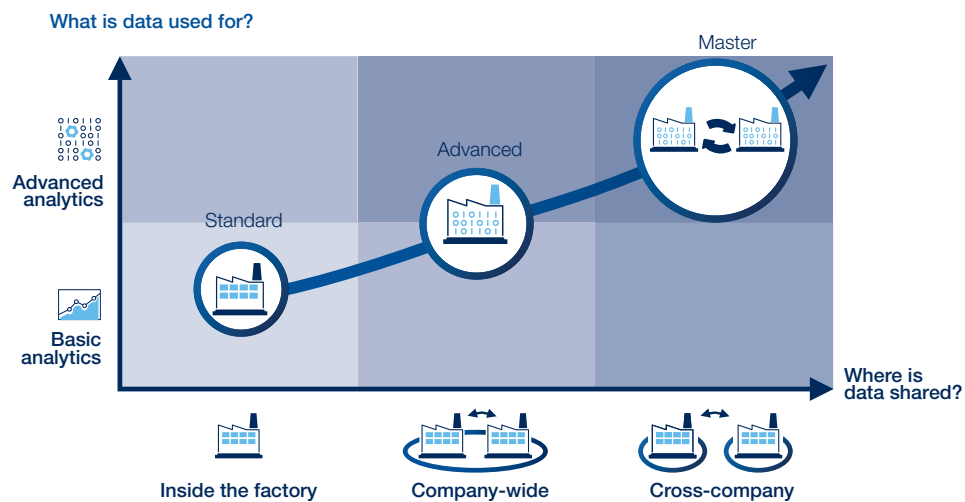 What is data used for?
Master
Advanced
Advanced
analytics
Standard
Basic
analytics
Where is
data shared?
Inside the factory
Company-wide
Cross-company